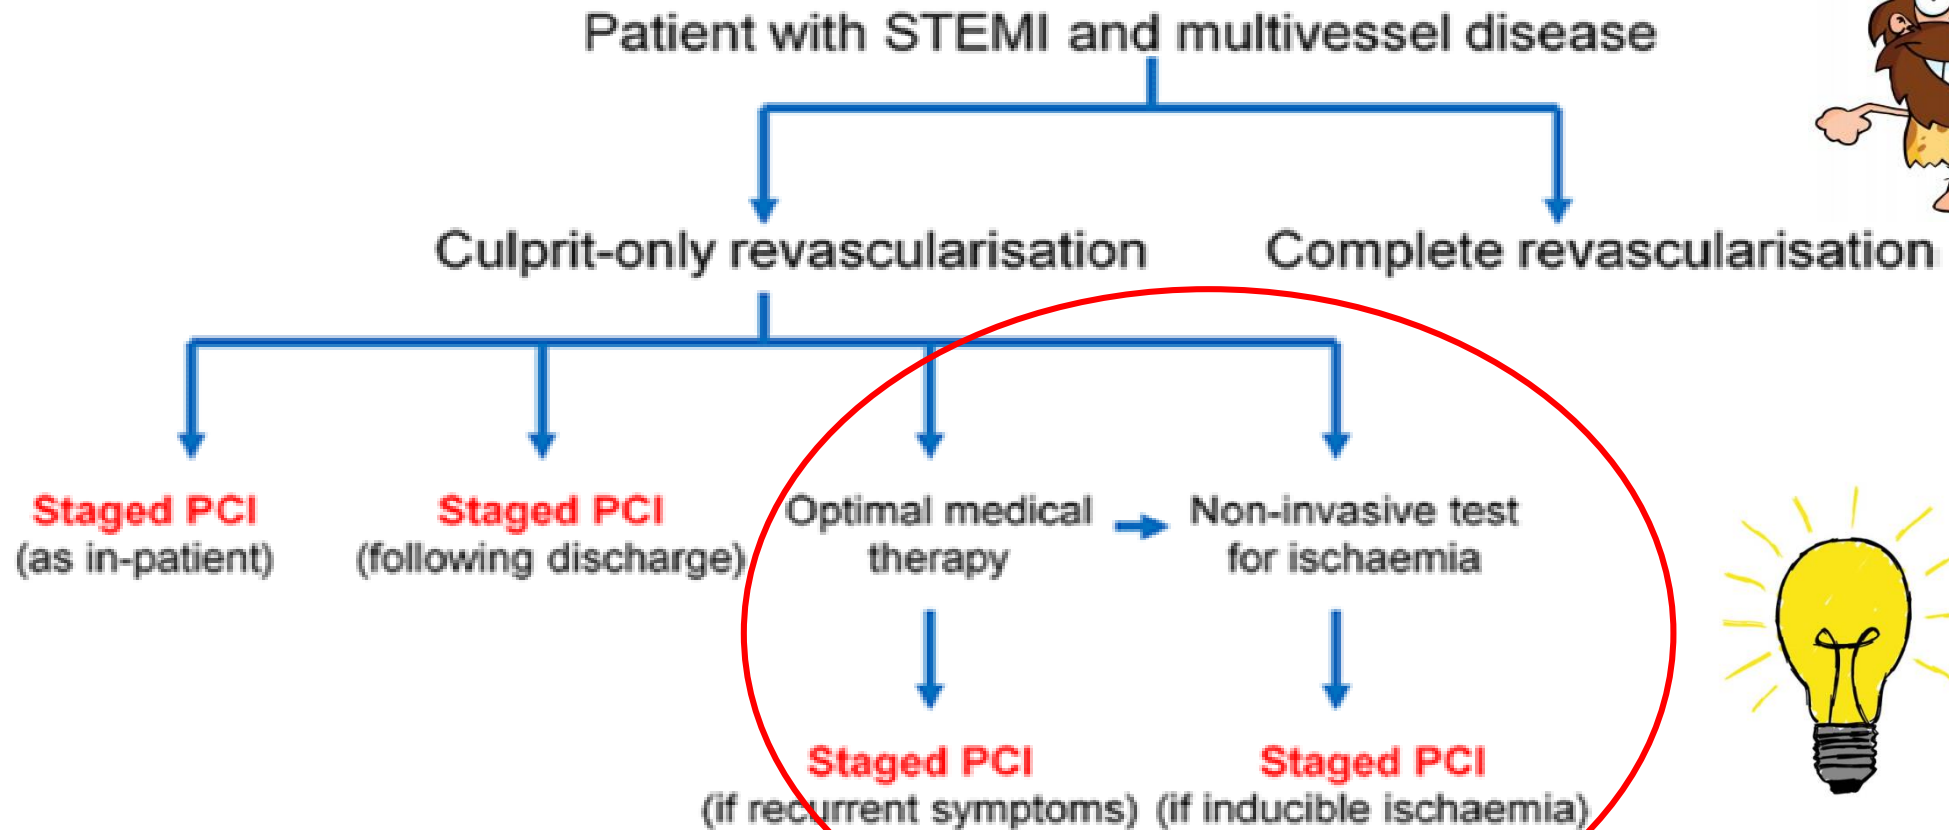 Patient with STEMI and multivessel disease
Culprit-only revascularisation
Complete revascularisation
Staged PCI
(as in-patient)
Staged PCI
(following discharge)
Optimal medical
therapy
Non-invasive test
for ischaemia
Staged PCI
(if recurrent symptoms)
Staged PCI
(if inducible ischaemia)